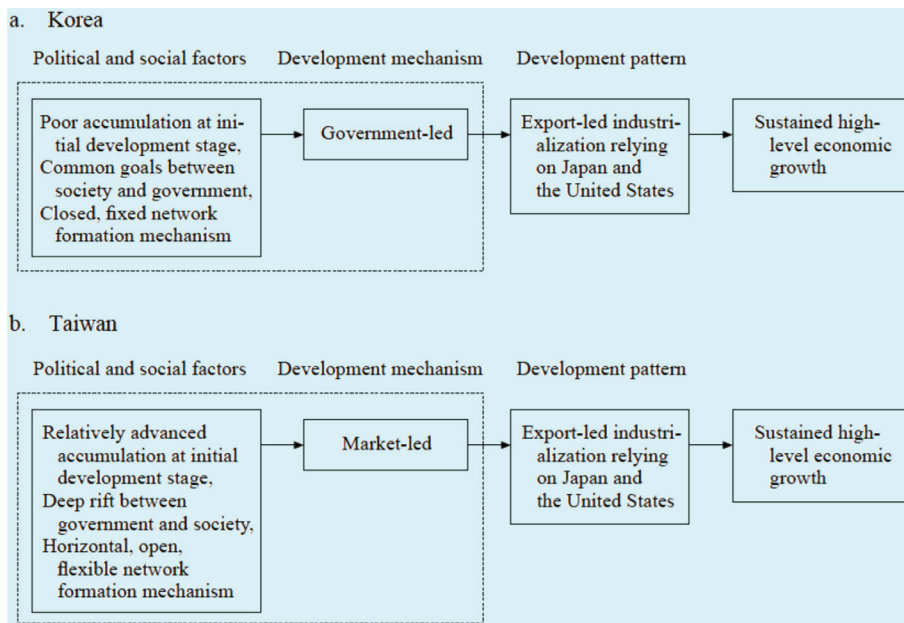 a. Korea
Political and social factors
Development mechanism
Development pattern
Poor accumulation at ini-
tial development stage,
Common goals between
society and government,
Closed, fixed network
formation mechanism
Government-led
Export-led industri-
alization relying
on Japan and
the United States
Sustained high-
level economic
growth
b. Taiwan
Political and social factors
Development mechanism
Development pattern
Relatively advanced
accumulation at initial
development stage,
Deep rift between
government and society,
Horizontal, open,
flexible network
formation mechanism
Market-led
Export-led industri-
alization relying
on Japan and
the United States
Sustained high-
level economic
growth